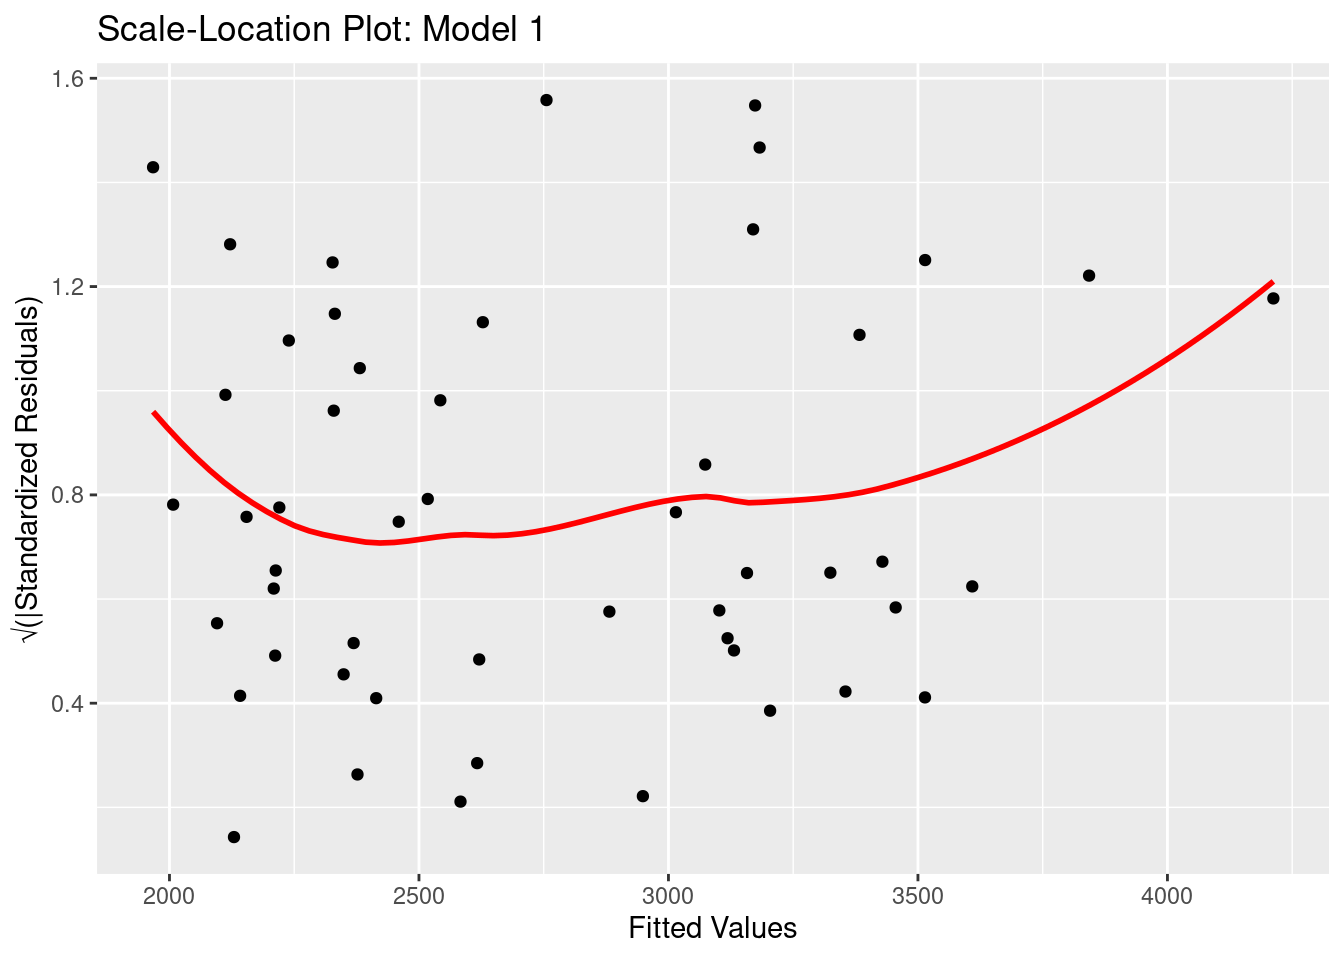 Scale-Location Plot: Model 1
√(|Standardized Residuals)
1.6
1.2
0.8
0.4
2000 2500 3000 3500 4000
Fitted Values